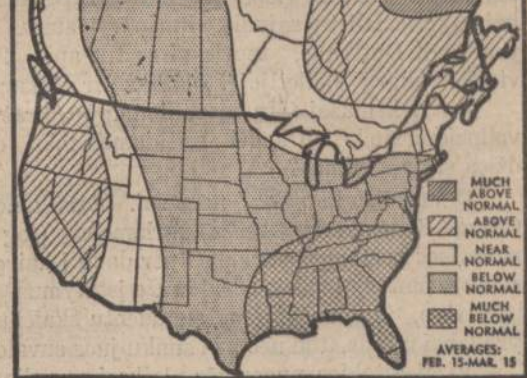 MUCH
ABOVE
NORMAL
ABOVE
NORMAL
NEAR
NORMAL
BELOW
NORMAL
MUCH
BELOW
NORMAL
AVERAGES:
FEB. 15-MAR. 15